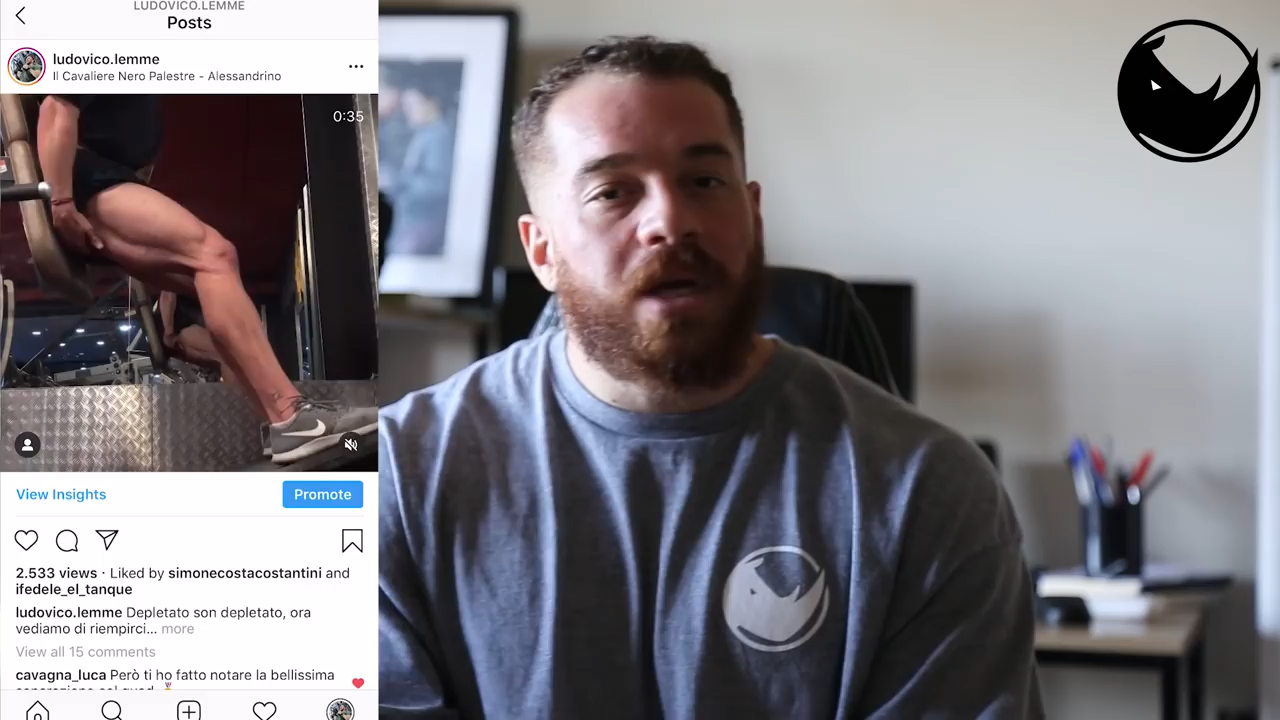 LUDOVICO.LEMME
Posts
ludovico.lemme
Il Cavaliere Nero Palestre - Alessandrino
0:35
View Insights
Promote
2.533 views · Liked by simonecostacostantini and
ifedele_el_tanque
ludovico.lemme Depletato son depletato, ora
vediamo di riempirci... more
View all 15 comments
cavagna_luca Però ti ho fatto notare la bellissima